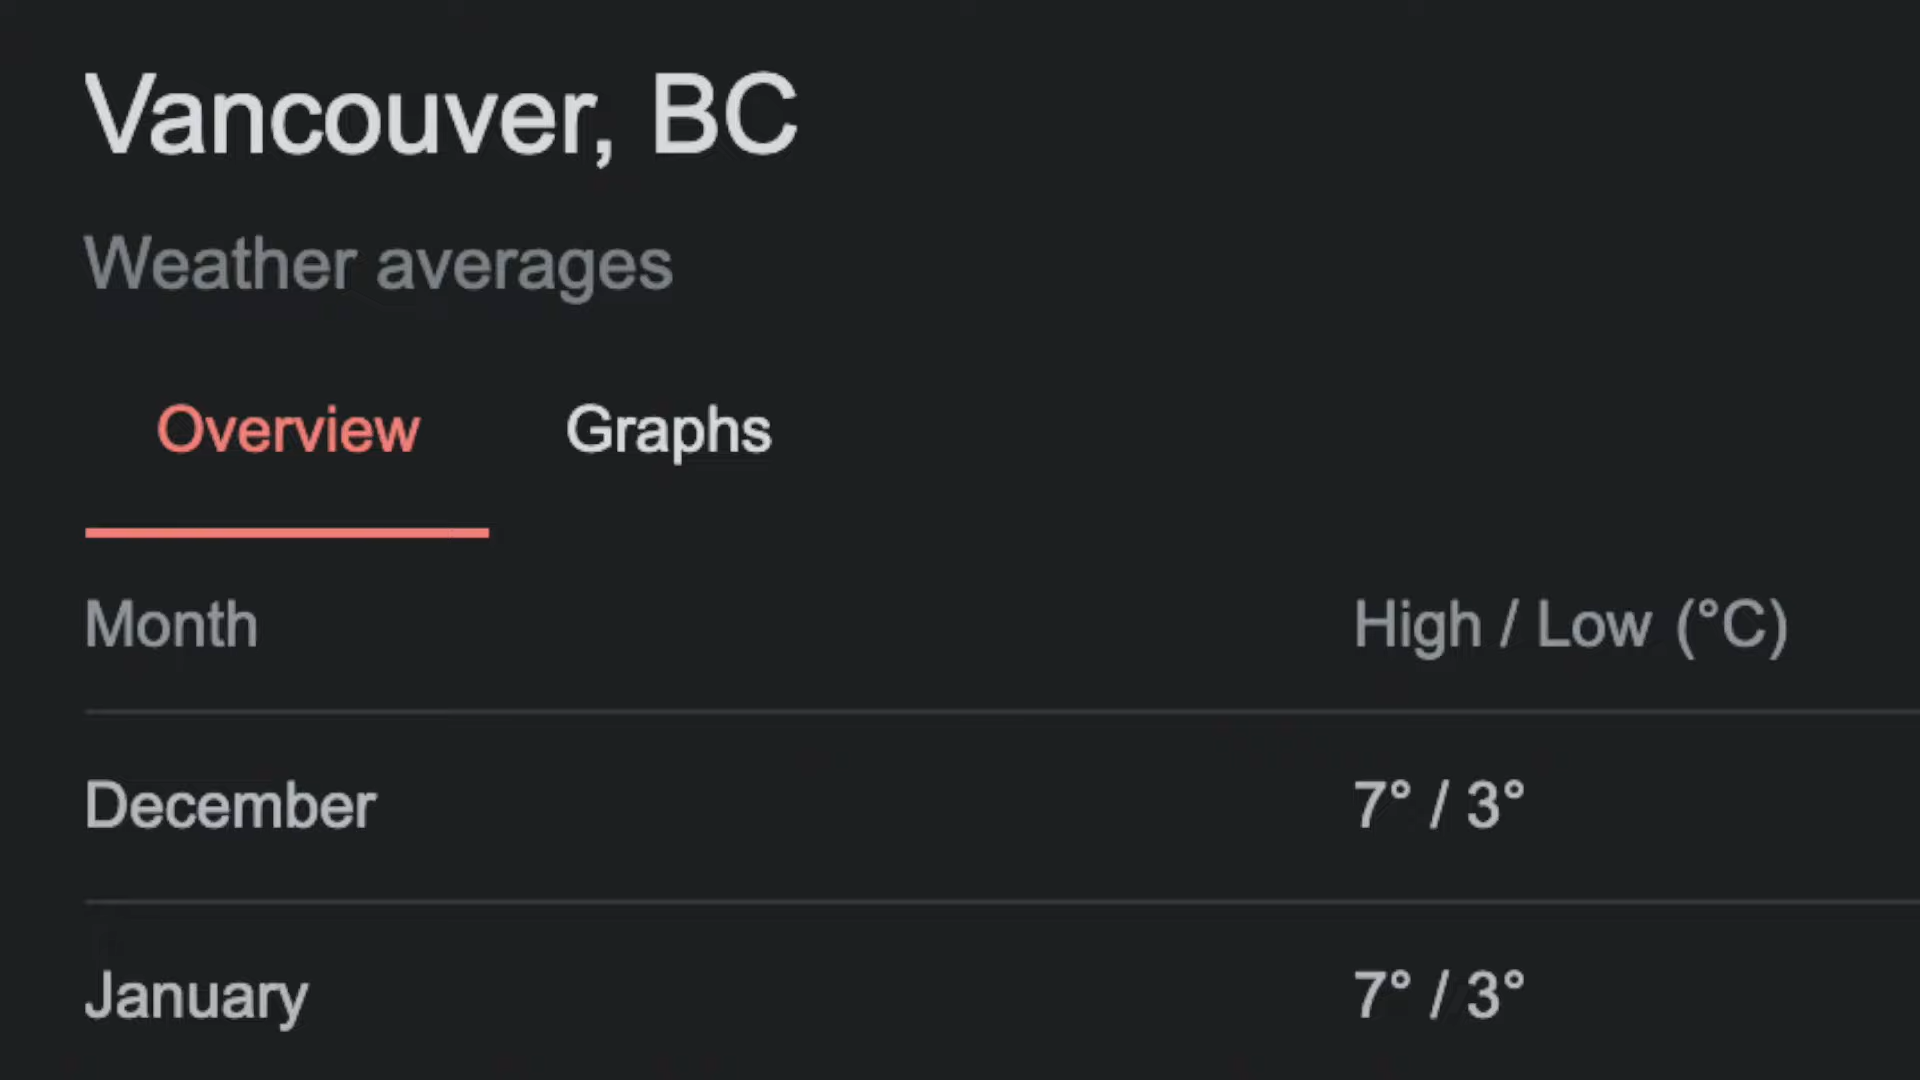 Vancouver, BC
Weather averages
Overview Graphs
Month High / Low (°C)
December 7° / 3°
January 7° / 3°